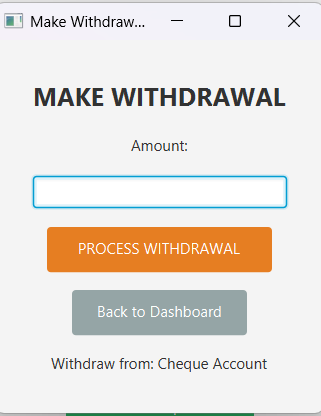 Make Withdraw...
MAKE WITHDRAWAL
Amount:
PROCESS WITHDRAWAL
Back to Dashboard
Withdraw from: Cheque Account